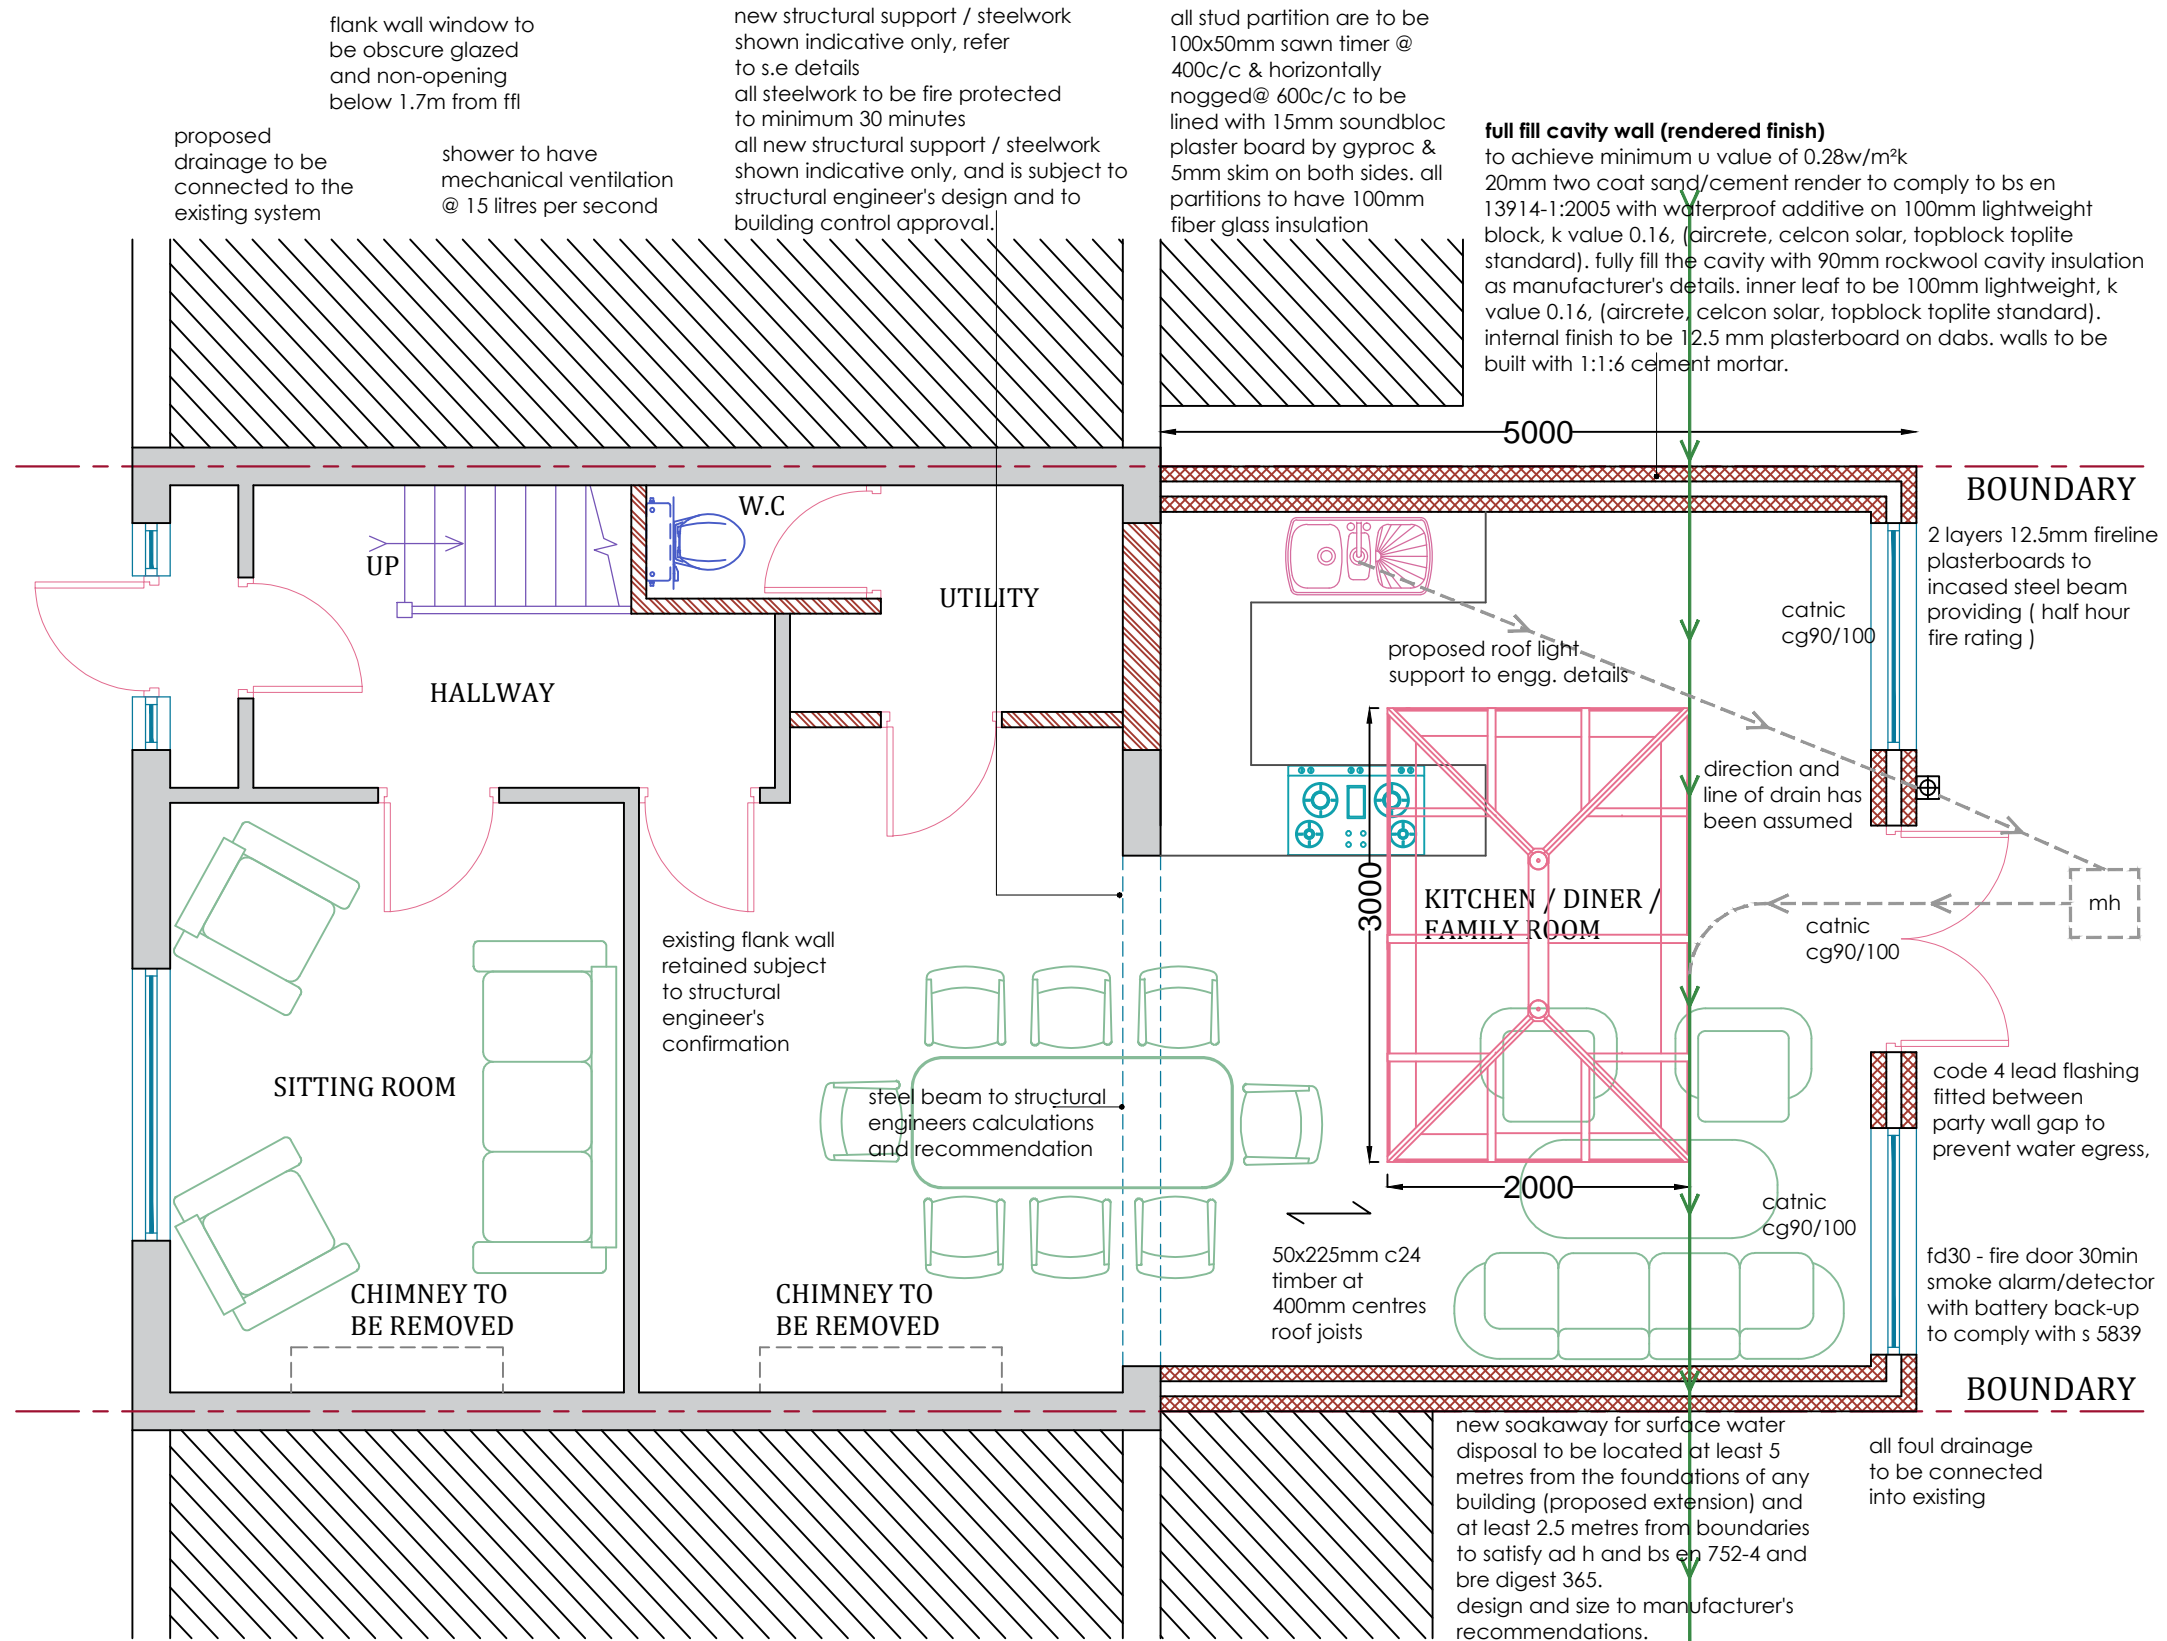 flank wall window to
be obscure glazed
and non-opening
below 1.7m from ffl
proposed
drainage to be
connected to the
existing system
shower to have
mechanical ventilation
@ 15 litres per second
new structural support / steelwork
shown indicative only, refer
to s.e details
all steelwork to be fire protected
to minimum 30 minutes
all new structural support / steelwork
shown indicative only, and is subject to
structural engineer's design and to
building control approval.
all stud partition are to be
100x50mm sawn timer @
400c/c & horizontally
nogged@ 600c/c to be
lined with 15mm soundbloc
plaster board by gyproc &
5mm skim on both sides. all
partitions to have 100mm
fiber glass insulation
full fill cavity wall (rendered finish)
to achieve minimum u value of 0.28w/m²k
20mm two coat sand/cement render to comply to bs en
13914-1:2005 with waterproof additive on 100mm lightweight
block, k value 0.16, (aircrete, celcon solar, topblock toplite
standard). fully fill the cavity with 90mm rockwool cavity insulation
as manufacturer's details. inner leaf to be 100mm lightweight, k
value 0.16, (aircrete, celcon solar, topblock toplite standard).
internal finish to be 12.5 mm plasterboard on dabs. walls to be
built with 1:1:6 cement mortar.
5000
BOUNDARY
W.C
UP
UTILITY
HALLWAY
2 layers 12.5mm fireline
plasterboards to
incased steel beam
providing ( half hour
fire rating )
catnic
cg90/100
proposed roof light
support to engg. details
direction and
line of drain has
been assumed
3000
KITCHEN / DINER /
FAMILY ROOM
mh
catnic
cg90/100
existing flank wall
retained subject
to structural
engineer's
confirmation
SITTING ROOM
steel beam to structural
engineers calculations
and recommendation
code 4 lead flashing
fitted between
party wall gap to
prevent water egress,
2000
catnic
cg90/100
50x225mm c24
timber at
400mm centres
roof joists
fd30 - fire door 30min
smoke alarm/detector
with battery back-up
to comply with s 5839
CHIMNEY TO
BE REMOVED
CHIMNEY TO
BE REMOVED
BOUNDARY
new soakaway for surface water
disposal to be located at least 5
metres from the foundations of any
building (proposed extension) and
at least 2.5 metres from boundaries
to satisfy ad h and bs en 752-4 and
bre digest 365.
design and size to manufacturer's
recommendations.
all foul drainage
to be connected
into existing